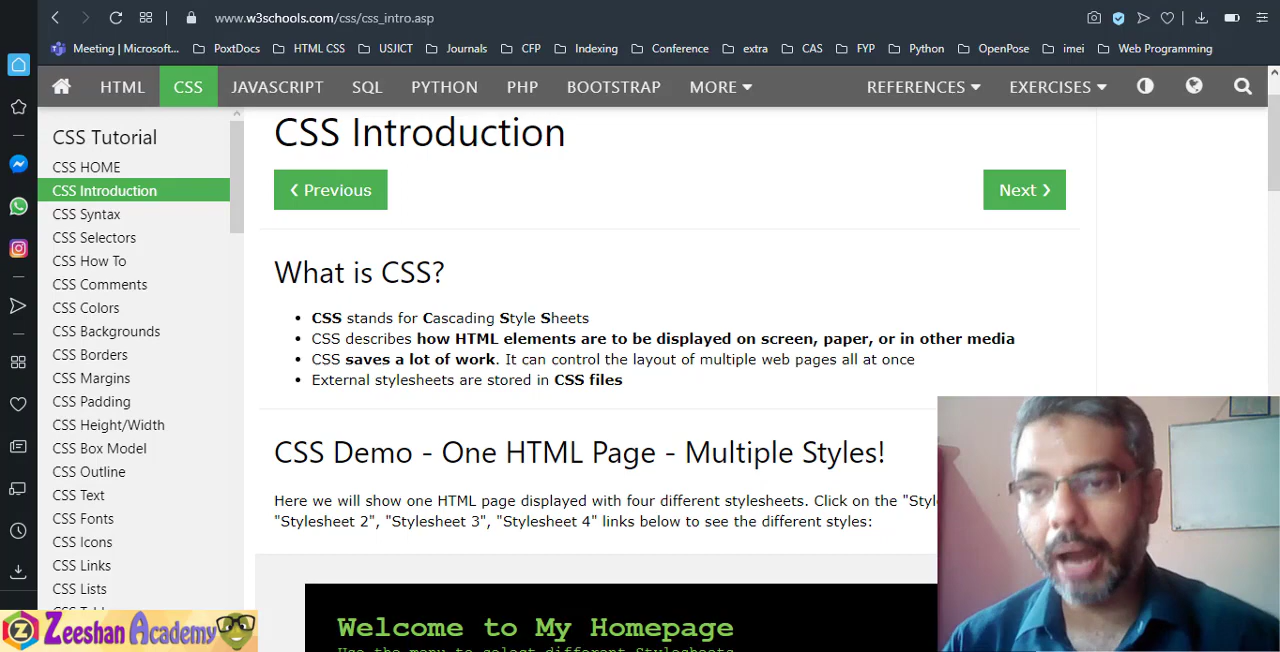 www.w3schools.com/css/css_intro.asp
Meeting | Microsoft... PoxtDocs HTML CSS USJICT Journals CFP Indexing Conference extra CAS FYP Python OpenPose imei Web Programming
HTML CSS JAVASCRIPT SQL PYTHON PHP BOOTSTRAP MORE REFERENCES EXERCISES
CSS Tutorial
CSS HOME
CSS Introduction
CSS Syntax
CSS Selectors
CSS How To
CSS Comments
CSS Colors
CSS Backgrounds
CSS Borders
CSS Margins
CSS Padding
CSS Height/Width
CSS Box Model
CSS Outline
CSS Text
CSS Fonts
CSS Icons
CSS Links
CSS Lists
CSS Introduction
❮ Previous
Next ❯
What is CSS?
• CSS stands for Cascading Style Sheets
• CSS describes how HTML elements are to be displayed on screen, paper, or in other media
• CSS saves a lot of work. It can control the layout of multiple web pages all at once
• External stylesheets are stored in CSS files
CSS Demo - One HTML Page - Multiple Styles!
Here we will show one HTML page displayed with four different stylesheets. Click on the
"Stylesheet 2", "Stylesheet 3", "Stylesheet 4" links below to see the different styles:
Welcome to My Homepage
Use the menu to select different Stylesheets
Zeeshan Academy